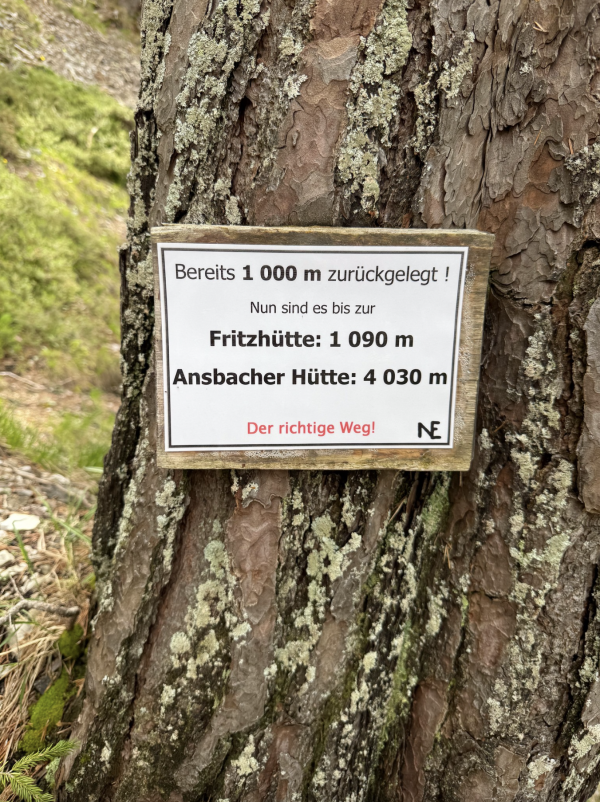 Bereits 1 000 m zurückgelegt !
Nun sind es bis zur
Fritzhütte: 1 090 m
Ansbacher Hütte: 4 030 m
Der richtige Weg!
NE